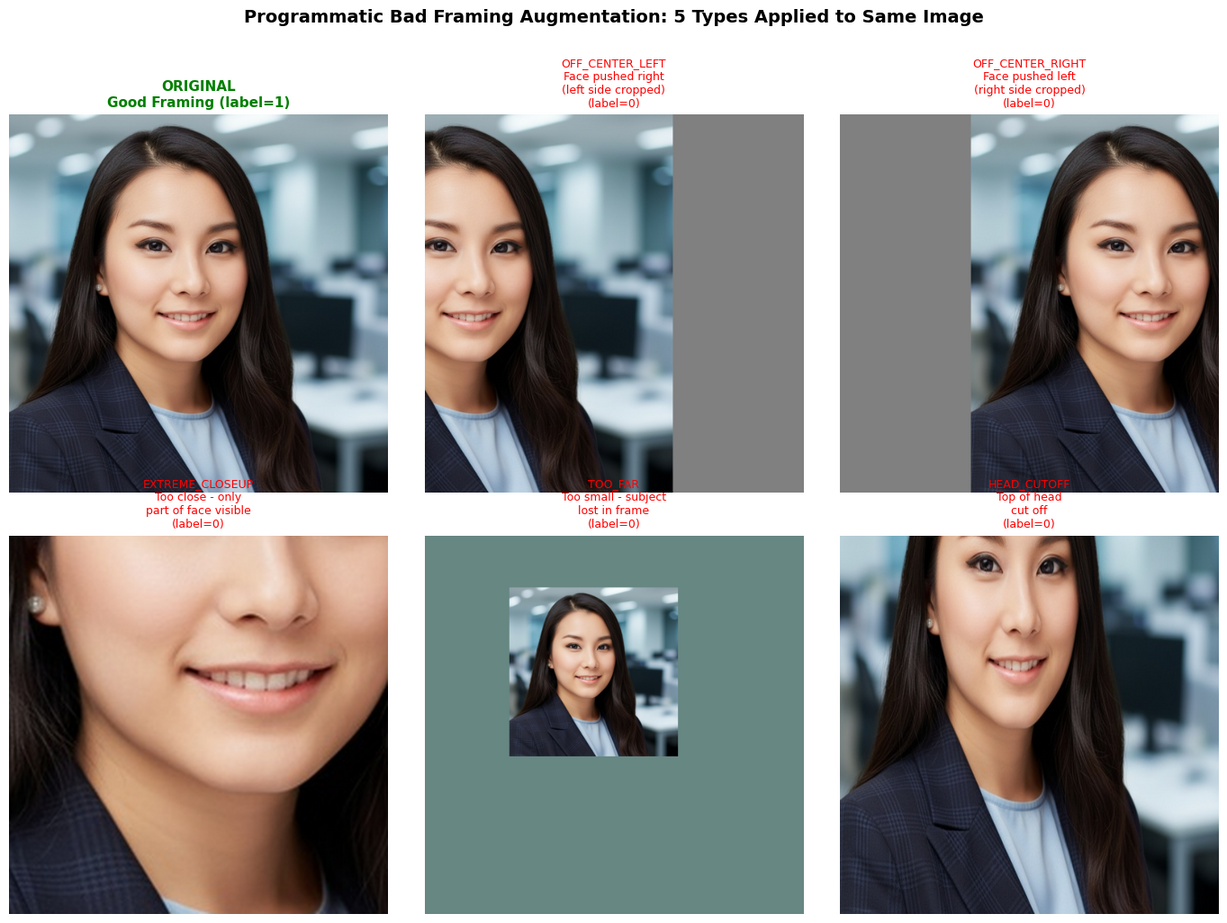 Programmatic Bad Framing Augmentation: 5 Types Applied to Same Image
ORIGINAL
Good Framing (label=1)
OFF_CENTER_LEFT
Face pushed right
(left side cropped)
(label=0)
OFF_CENTER_RIGHT
Face pushed left
(right side cropped)
(label=0)
EXTREME_CLOSEUP
Too close - only
part of face visible
(label=0)
TOO_FAR
Too small - subject
lost in frame
(label=0)
HEAD_CUTOFF
Top of head
cut off
(label=0)